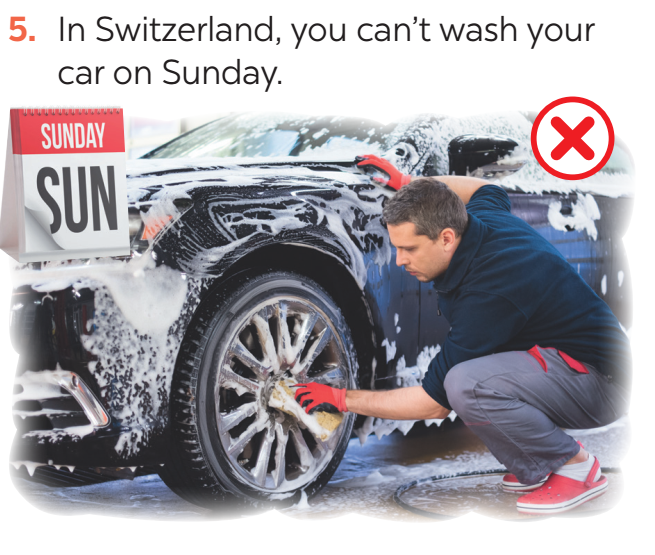 5. In Switzerland, you can’t wash your
car on Sunday.
SUNDAY
SUN